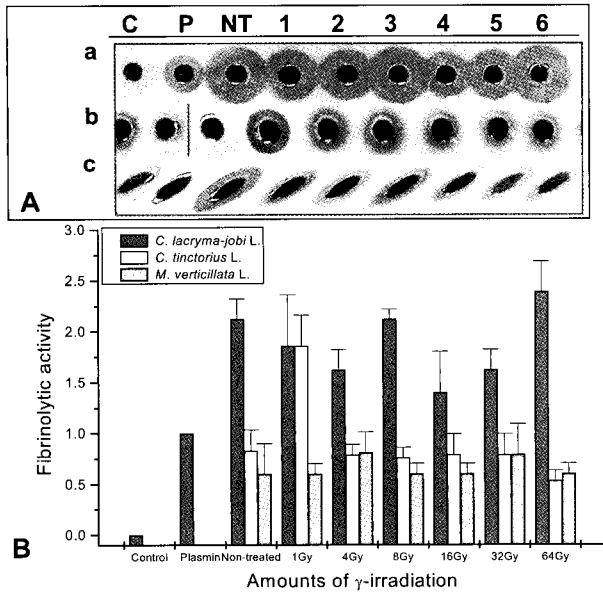 C P NT 1 2 3 4 5 6
a
b
c
A
3.0
2.5
2.0
1.5
1.0
0.5
0.0
Fibrinolytic activity
C. lacryma-jobi L.
C. tinctorius L.
M. verticillata L.
Control Plasmin Non-treated 1Gy 4Gy 8Gy 16Gy 32Gy 64Gy
B
Amounts of γ-irradiation